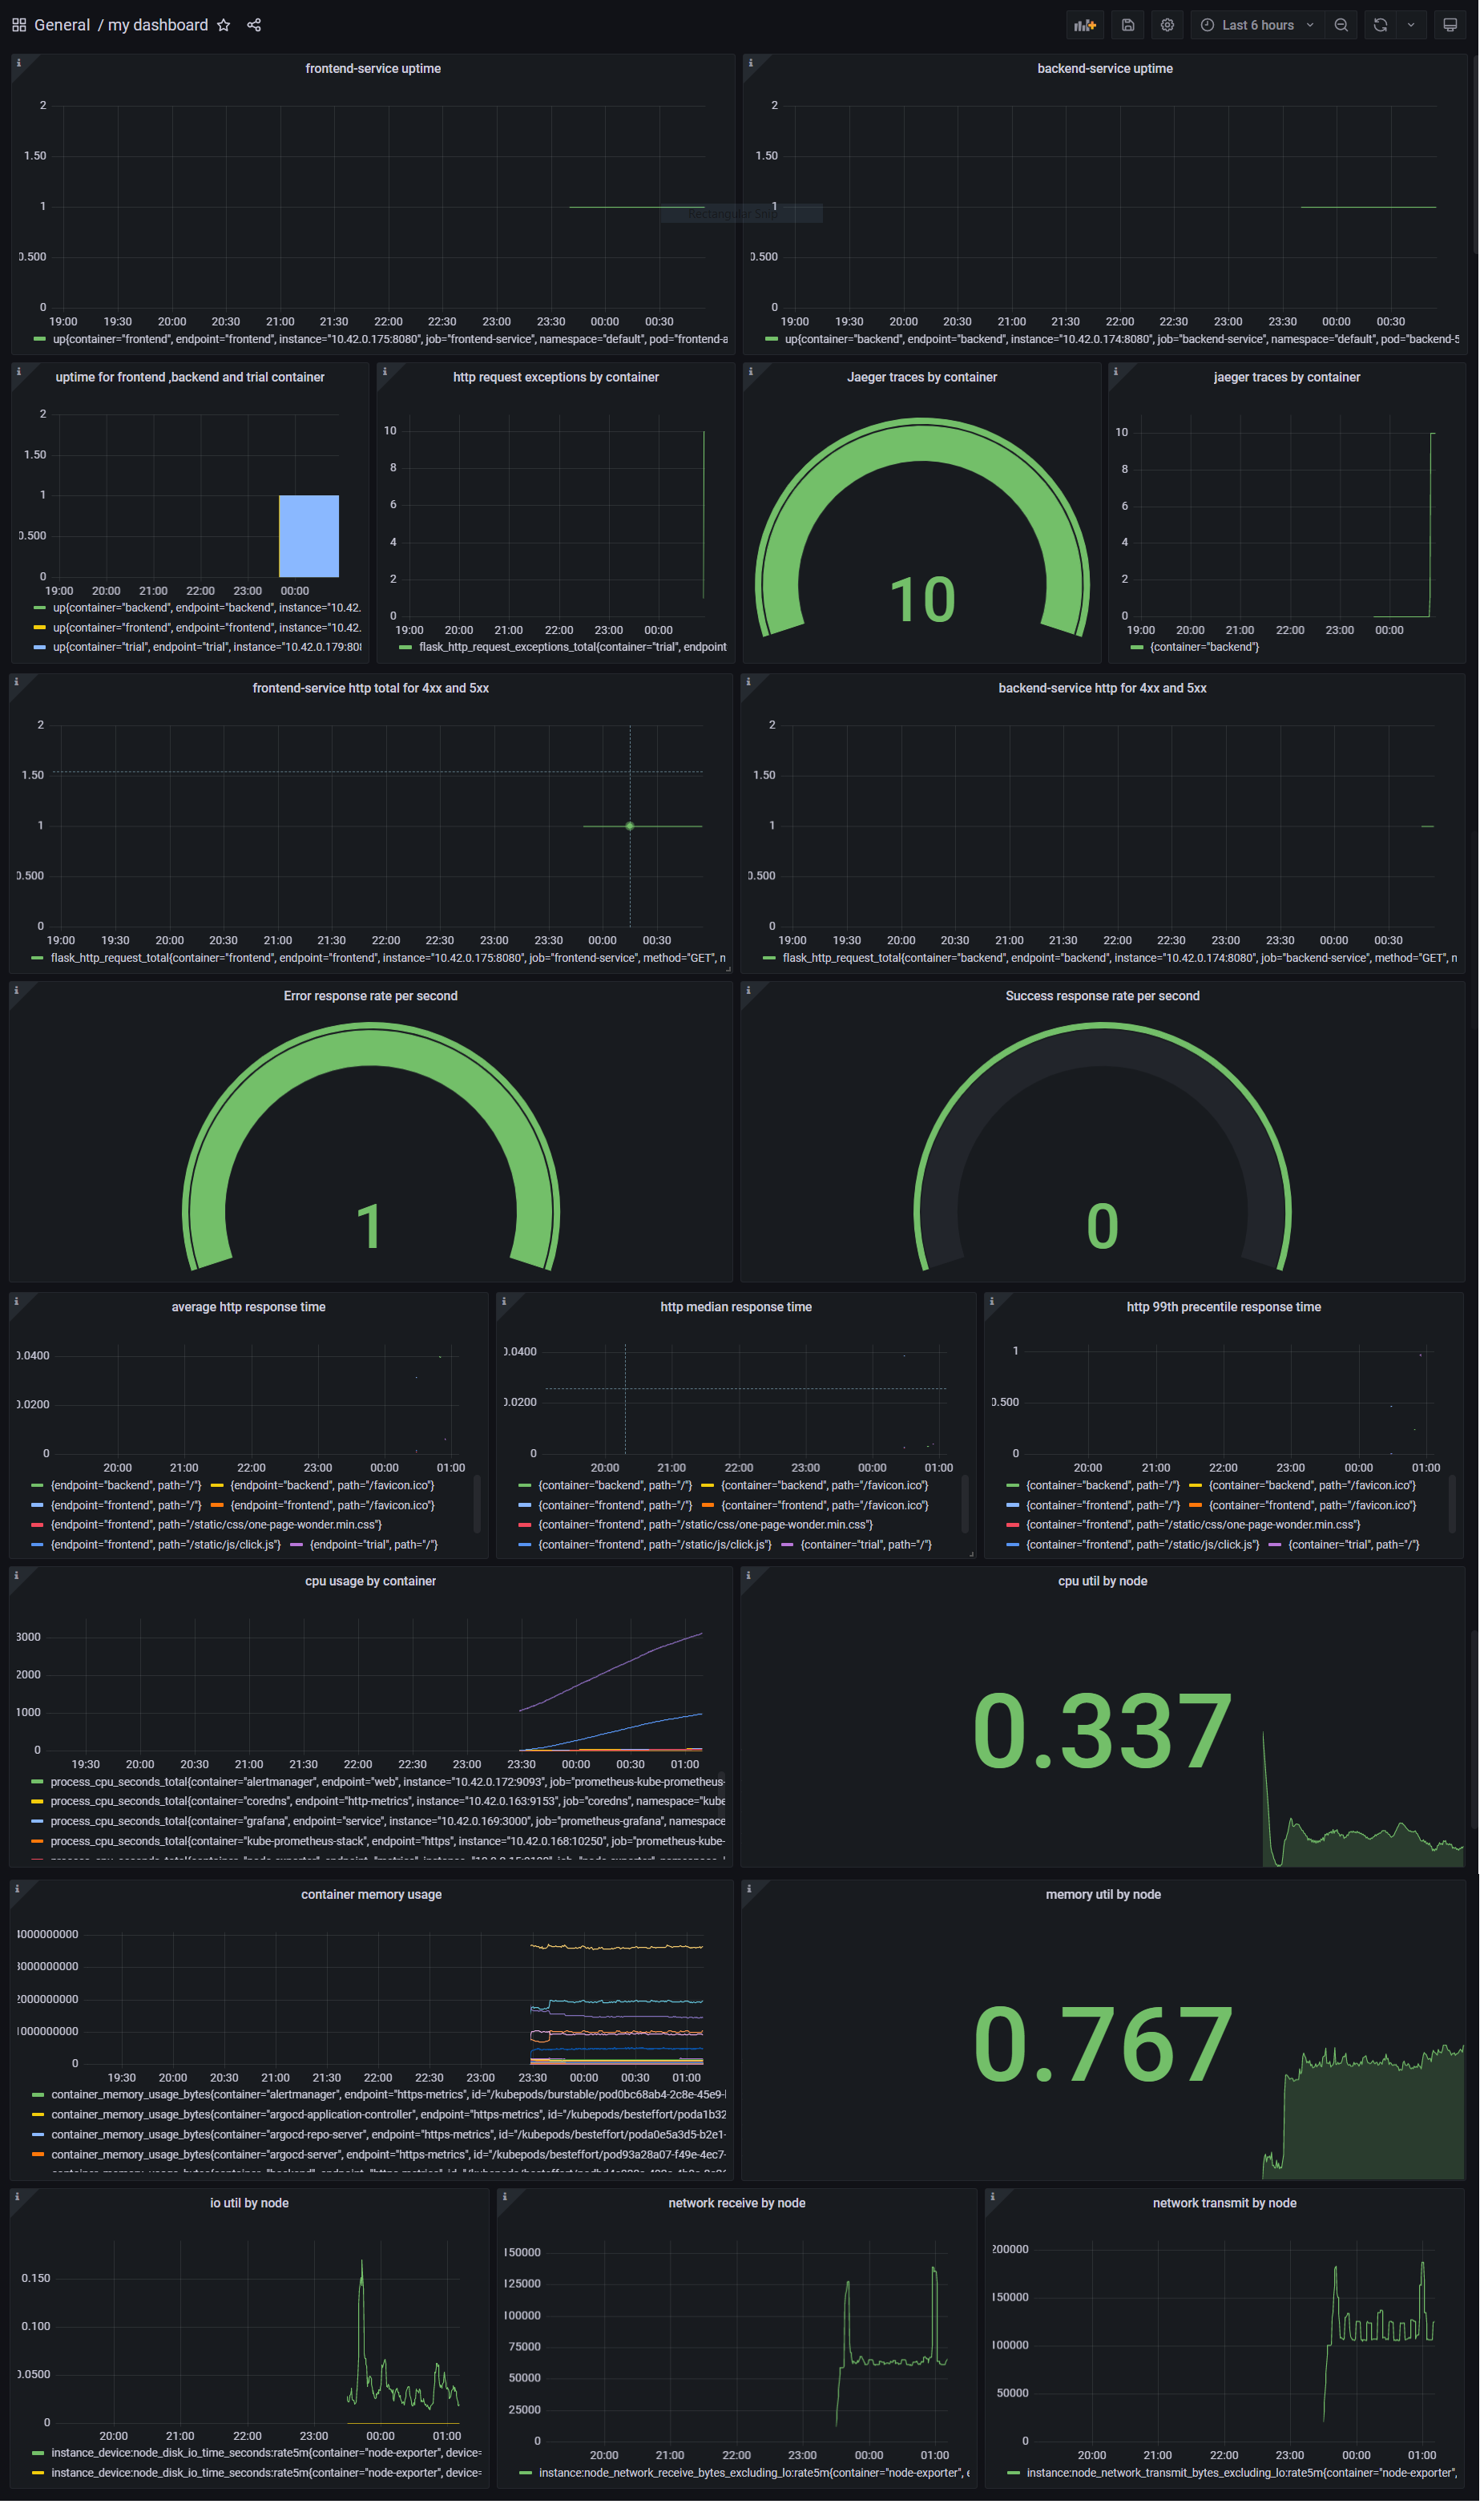 General / my dashboard
Last 6 hours
frontend-service uptime
2
1.50
1
0.500
0
19:00 19:30 20:00 20:30 21:00 21:30 22:00 22:30 23:00 23:30 00:00 00:30
up{container="frontend", endpoint="frontend", instance="10.42.0.175:8080", job="frontend-service", namespace="default", pod="frontend-a
Rectangular Snip
backend-service uptime
2
1.50
1
0.500
0
19:00 19:30 20:00 20:30 21:00 21:30 22:00 22:30 23:00 23:30 00:00 00:30
up{container="backend", endpoint="backend", instance="10.42.0.174:8080", job="backend-service", namespace="default", pod="backend-5
uptime for frontend ,backend and trial container
2
1.50
1
0.500
0
19:00 20:00 21:00 22:00 23:00 00:00
up{container="backend", endpoint="backend", instance="10.42.
up{container="frontend", endpoint="frontend", instance="10.42.
up{container="trial", endpoint="trial", instance="10.42.0.179:80
http request exceptions by container
10
8
6
4
2
0
19:00 20:00 21:00 22:00 23:00 00:00
flask_http_request_exceptions_total{container="trial", endpoint
Jaeger traces by container
10
jaeger traces by container
10
8
6
4
2
0
19:00 20:00 21:00 22:00 23:00 00:00
{container="backend"}
frontend-service http total for 4xx and 5xx
2
1.50
1
0.500
0
19:00 19:30 20:00 20:30 21:00 21:30 22:00 22:30 23:00 23:30 00:00 00:30
flask_http_request_total{container="frontend", endpoint="frontend", instance="10.42.0.175:8080", job="frontend-service", method="GET", n
backend-service http for 4xx and 5xx
2
1.50
1
0.500
0
19:00 19:30 20:00 20:30 21:00 21:30 22:00 22:30 23:00 23:30 00:00 00:30
flask_http_request_total{container="backend", endpoint="backend", instance="10.42.0.174:8080", job="backend-service", method="GET", n
Error response rate per second
1
Success response rate per second
0
average http response time
0.0400
0.0200
0
20:00 21:00 22:00 23:00 00:00 01:00
{endpoint="backend", path="/"} {endpoint="backend", path="/favicon.ico"}
{endpoint="frontend", path="/"} {endpoint="frontend", path="/favicon.ico"}
{endpoint="frontend", path="/static/css/one-page-wonder.min.css"}
{endpoint="frontend", path="/static/js/click.js"} {endpoint="trial", path="/"}
http median response time
0.0400
0.0200
0
20:00 21:00 22:00 23:00 00:00 01:00
{container="backend", path="/"} {container="backend", path="/favicon.ico"}
{container="frontend", path="/"} {container="frontend", path="/favicon.ico"}
{container="frontend", path="/static/css/one-page-wonder.min.css"}
{container="frontend", path="/static/js/click.js"} {container="trial", path="/"}
http 99th precentile response time
1
0.500
0
20:00 21:00 22:00 23:00 00:00 01:00
{container="backend", path="/"} {container="backend", path="/favicon.ico"}
{container="frontend", path="/"} {container="frontend", path="/favicon.ico"}
{container="frontend", path="/static/css/one-page-wonder.min.css"}
{container="frontend", path="/static/js/click.js"} {container="trial", path="/"}
cpu usage by container
3000
2000
1000
0
19:30 20:00 20:30 21:00 21:30 22:00 22:30 23:00 23:30 00:00 00:30 01:00
process_cpu_seconds_total{container="alertmanager", endpoint="web", instance="10.42.0.172:9093", job="prometheus-kube-prometheus-
process_cpu_seconds_total{container="coredns", endpoint="http-metrics", instance="10.42.0.163:9153", job="coredns", namespace="kube
process_cpu_seconds_total{container="grafana", endpoint="service", instance="10.42.0.169:3000", job="prometheus-grafana", namespace
process_cpu_seconds_total{container="kube-prometheus-stack", endpoint="https", instance="10.42.0.168:10250", job="prometheus-kube-
cpu util by node
0.337
container memory usage
4000000000
3000000000
2000000000
1000000000
0
19:30 20:00 20:30 21:00 21:30 22:00 22:30 23:00 23:30 00:00 00:30 01:00
container_memory_usage_bytes{container="alertmanager", endpoint="https-metrics", id="/kubepods/burstable/pod0bc68ab4-2c8e-45e9-
container_memory_usage_bytes{container="argocd-application-controller", endpoint="https-metrics", id="/kubepods/besteffort/poda1b32
container_memory_usage_bytes{container="argocd-repo-server", endpoint="https-metrics", id="/kubepods/besteffort/poda0e5a3d5-b2e1-
container_memory_usage_bytes{container="argocd-server", endpoint="https-metrics", id="/kubepods/besteffort/pod93a28a07-f49e-4ec7-
memory util by node
0.767
io util by node
0.150
0.100
0.0500
0
20:00 21:00 22:00 23:00 00:00 01:00
instance_device:node_disk_io_time_seconds:rate5m{container="node-exporter", device=
instance_device:node_disk_io_time_seconds:rate5m{container="node-exporter", device=
network receive by node
150000
125000
100000
75000
50000
25000
0
20:00 21:00 22:00 23:00 00:00 01:00
instance:node_network_receive_bytes_excluding_lo:rate5m{container="node-exporter", e
network transmit by node
200000
150000
100000
50000
0
20:00 21:00 22:00 23:00 00:00 01:00
instance:node_network_transmit_bytes_excluding_lo:rate5m{container="node-exporter",